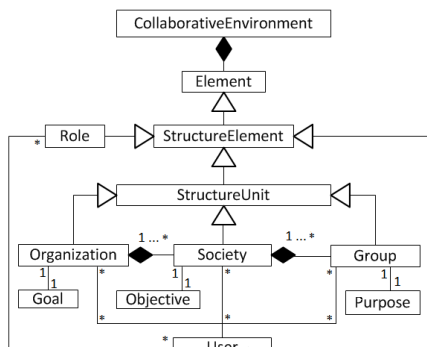 CollaborativeEnvironment
Element
* Role StructureElement
StructureUnit
1 ... * 1 ... *
Organization Society Group
1 1 * 1 1 * * 1 1
Goal Objective Purpose
* * *
* User